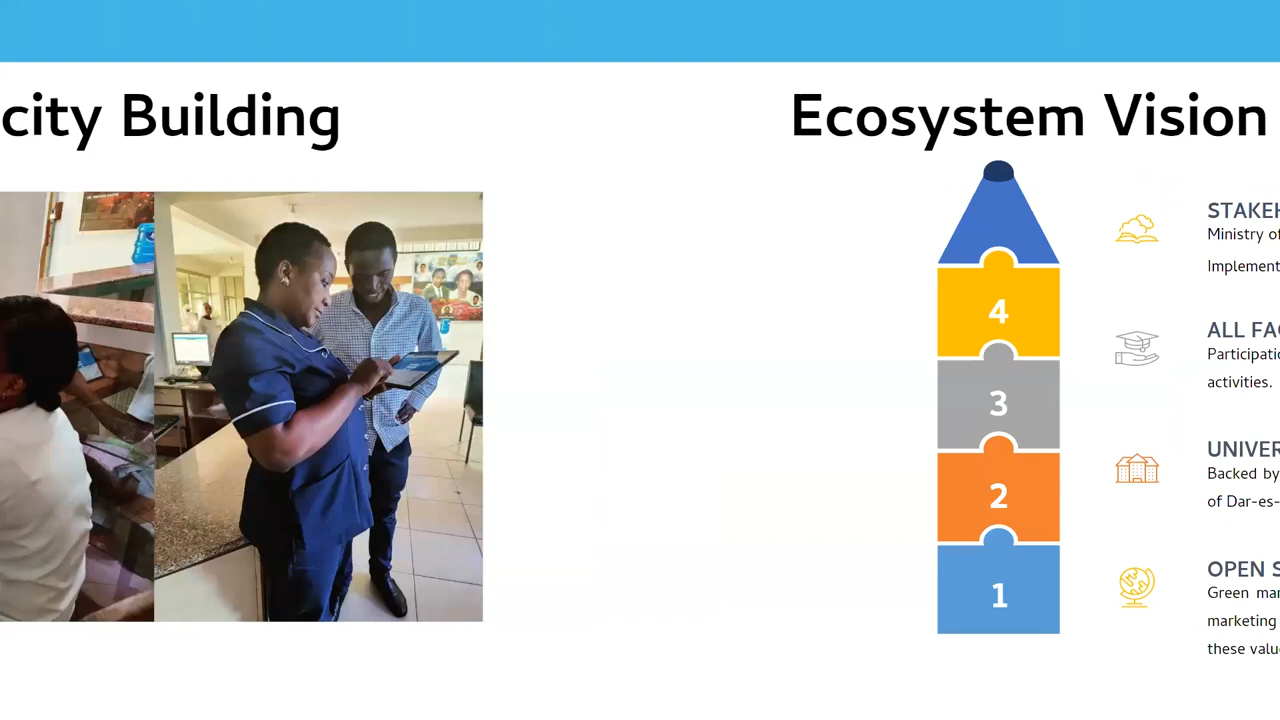 city Building
Ecosystem Vision
4
3
2
1
STAKEH
Ministry of
Implement
ALL FAC
Participatio
activities.
UNIVER
Backed by
of Dar-es-
OPEN S
Green mar
marketing
these value